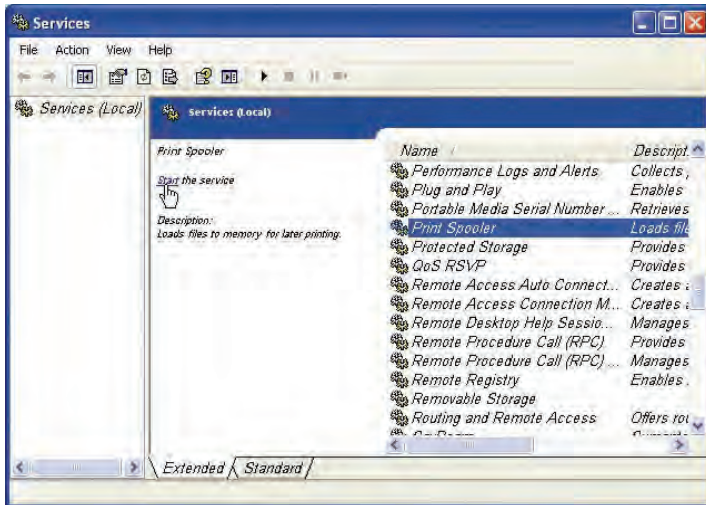 Services
File Action View Help
Services (Local)
Services (Local)
Print Spooler
Start the service
Description:
Loads files to memory for later printing.
Name Descript
Performance Logs and Alerts Collects
Plug and Play Enables
Portable Media Serial Number ... Retrieves
Print Spooler Loads file
Protected Storage Provides
QoS RSVP Provides
Remote Access Auto Connect... Creates a
Remote Access Connection M... Creates a
Remote Desktop Help Sessio... Manages
Remote Procedure Call (RPC) Provides
Remote Procedure Call (RPC) ... Manages
Remote Registry Enables
Removable Storage
Routing and Remote Access Offers rou
Extended Standard